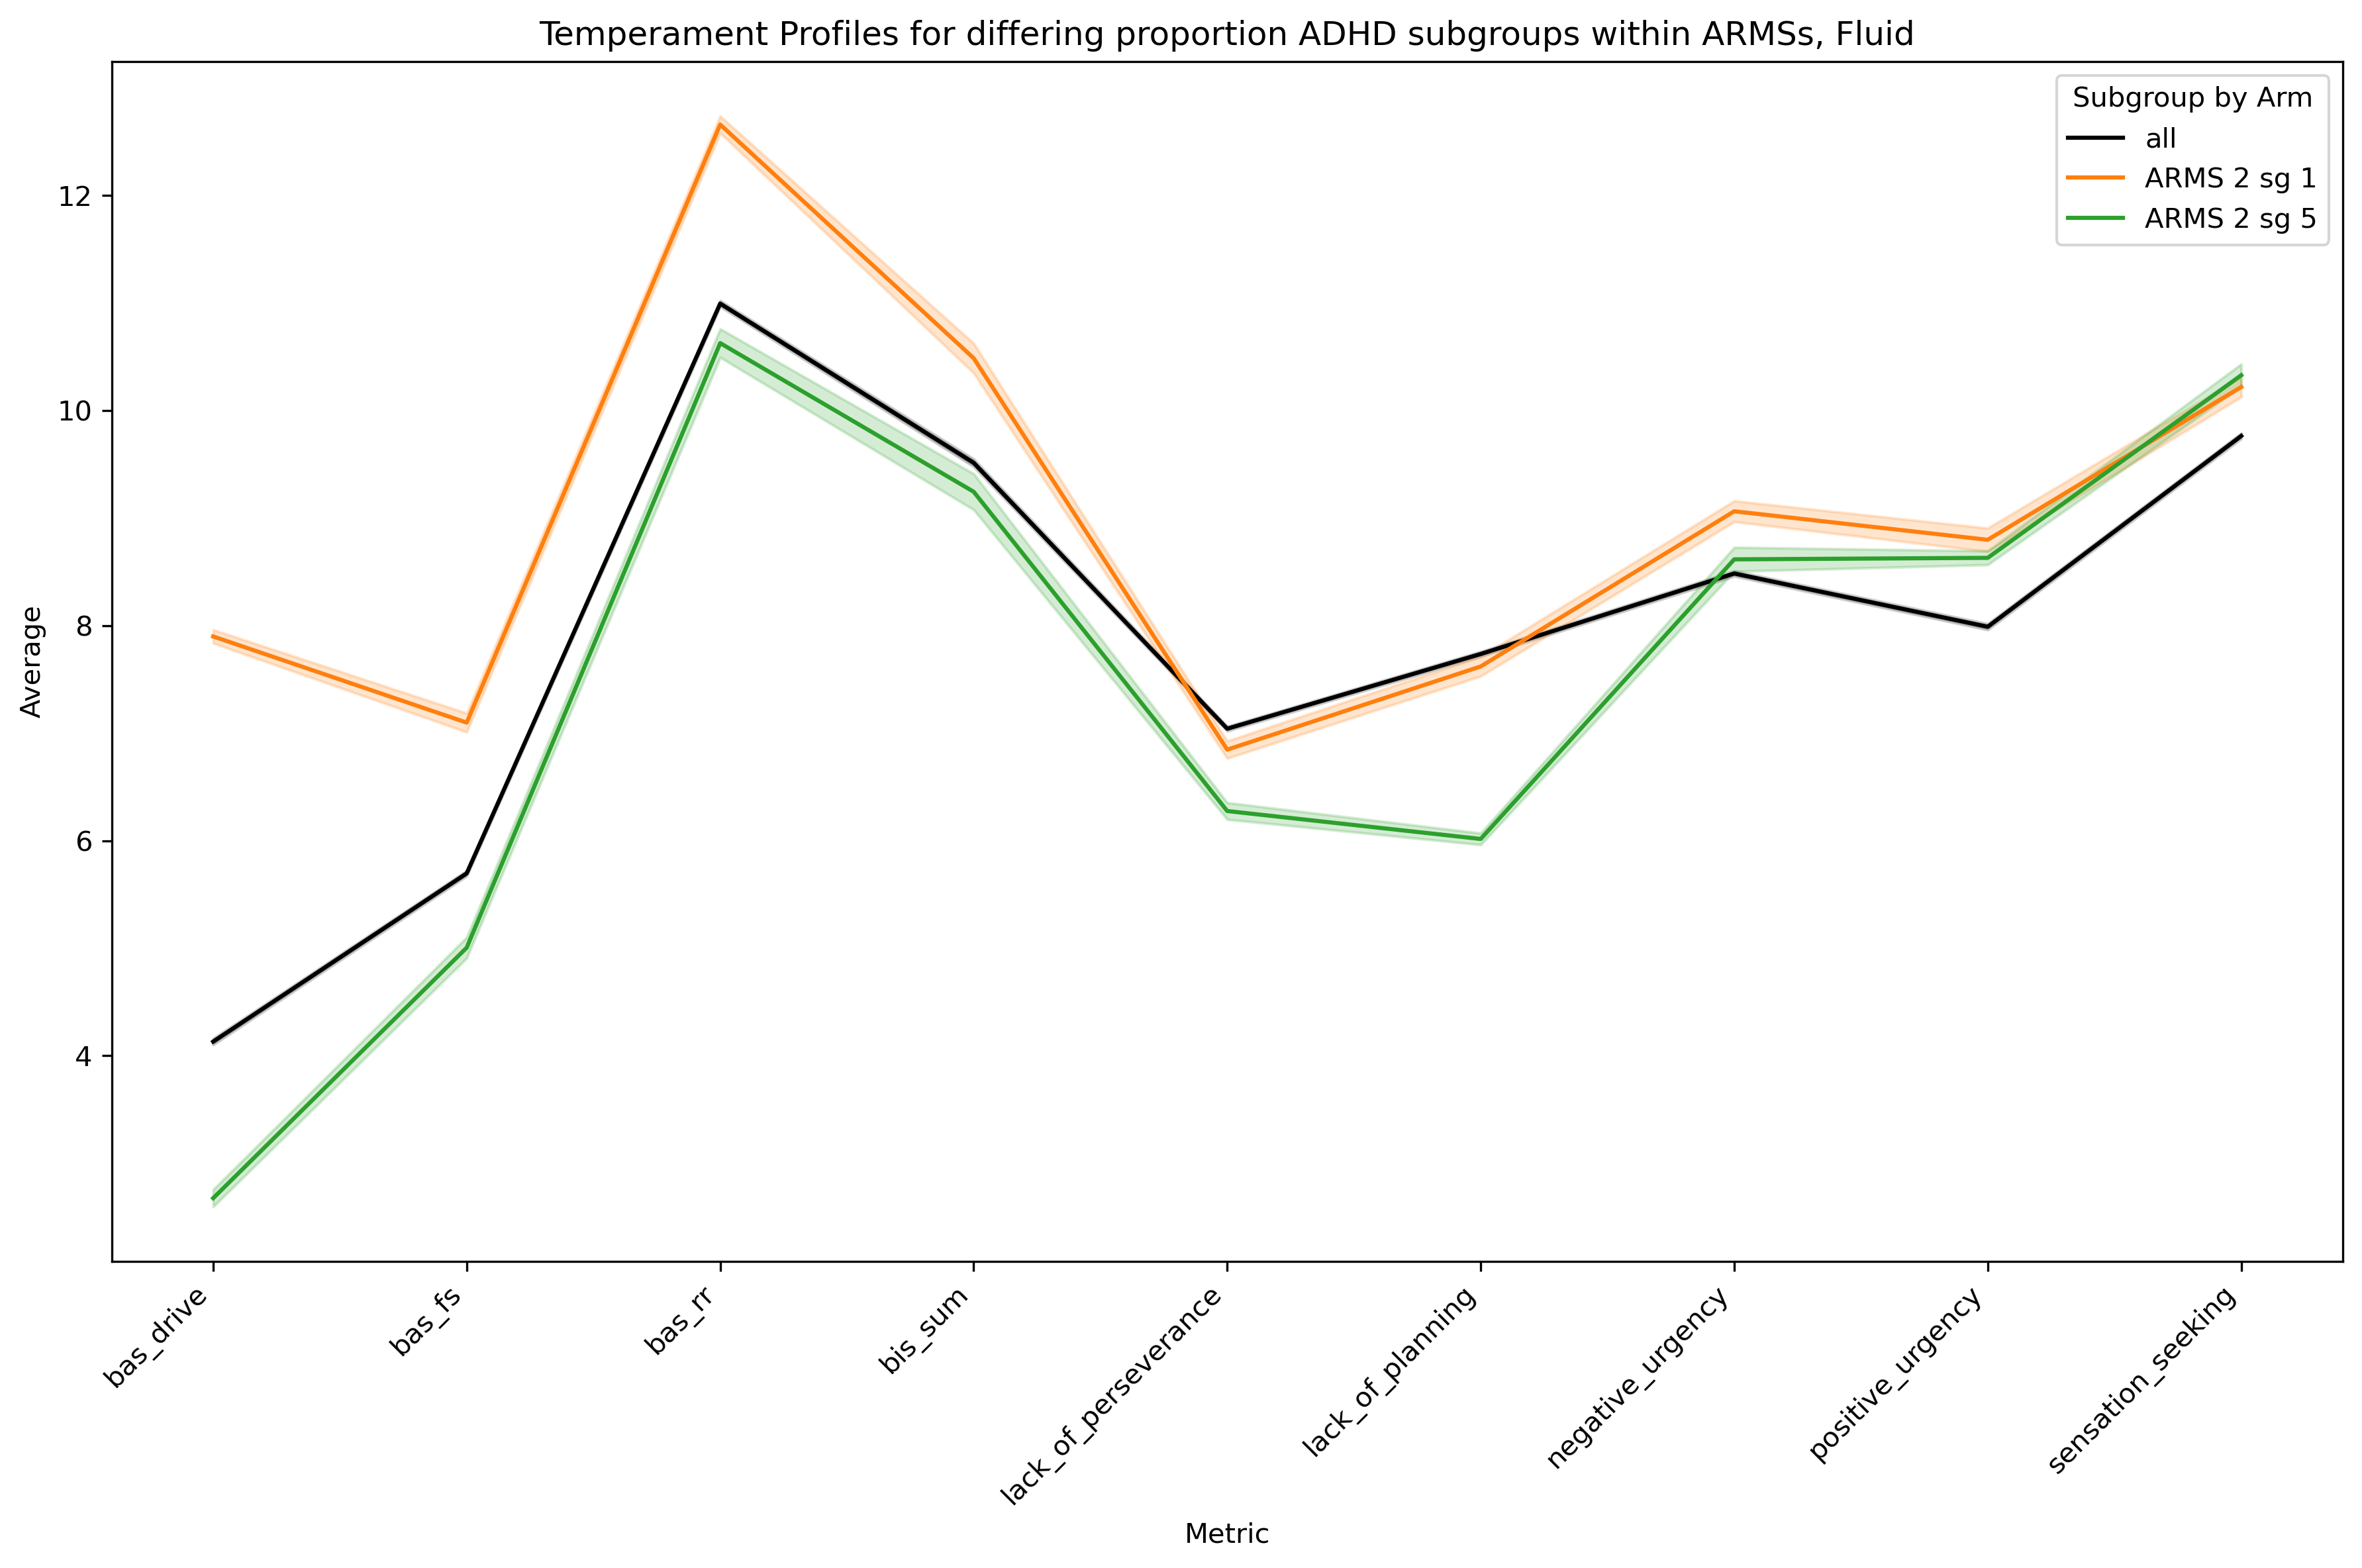 Temperament Profiles for differing proportion ADHD subgroups within ARMSs, Fluid
Subgroup by Arm
all
ARMS 2 sg 1
ARMS 2 sg 5
12
10
8
6
4
Average
bas_drive
bas_fs
bas_rr
bis_sum
lack_of_perseverance
lack_of_planning
negative_urgency
positive_urgency
sensation_seeking
Metric